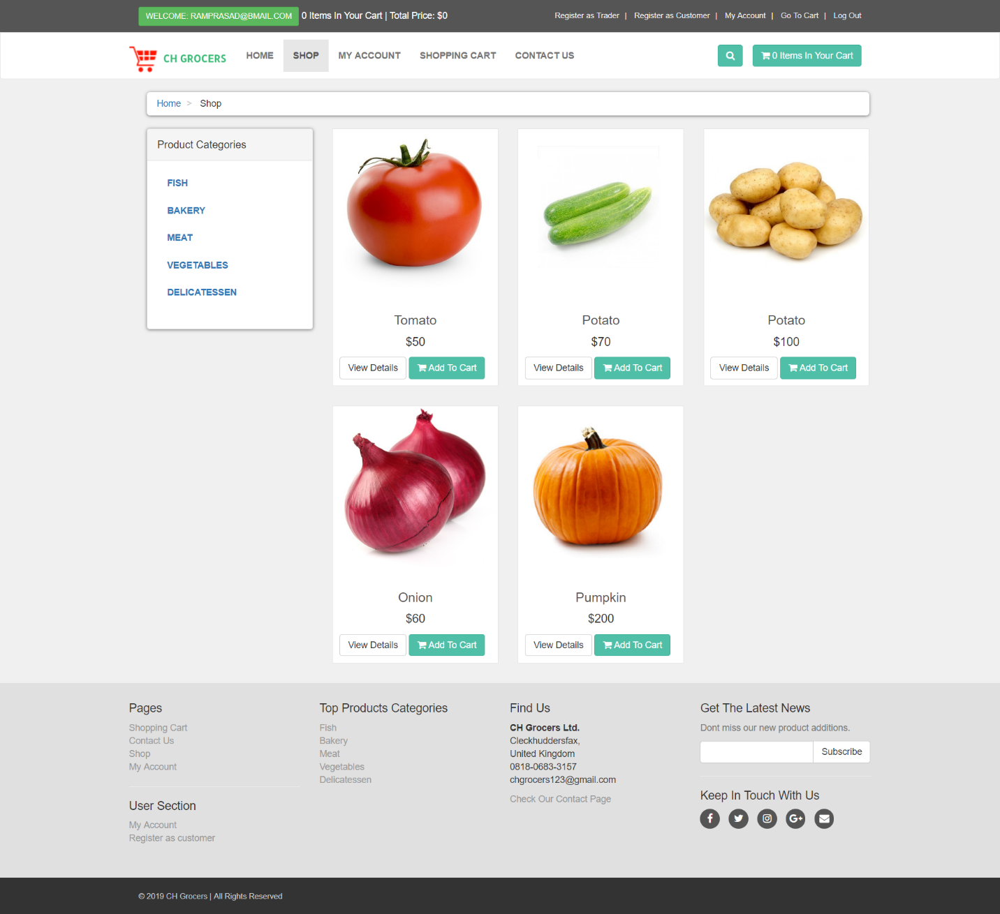 WELCOME: RAMPRASAD@BMAIL.COM 0 Items In Your Cart | Total Price: $0
Register as Trader | Register as Customer | My Account | Go To Cart | Log Out
CH GROCERS HOME SHOP MY ACCOUNT SHOPPING CART CONTACT US 0 Items In Your Cart
Home > Shop
Product Categories
FISH
BAKERY
MEAT
VEGETABLES
DELICATESSEN
Tomato
$50
View Details Add To Cart
Potato
$70
View Details Add To Cart
Potato
$100
View Details Add To Cart
Onion
$60
View Details Add To Cart
Pumpkin
$200
View Details Add To Cart
Pages
Shopping Cart
Contact Us
Shop
My Account
User Section
My Account
Register as customer
Top Products Categories
Fish
Bakery
Meat
Vegetables
Delicatessen
Find Us
CH Grocers Ltd.
Cleckhuddersfax,
United Kingdom
0818-0683-3157
chgrocers123@gmail.com
Check Our Contact Page
Get The Latest News
Dont miss our new product additions.
Subscribe
Keep In Touch With Us
G+
© 2019 CH Grocers | All Rights Reserved